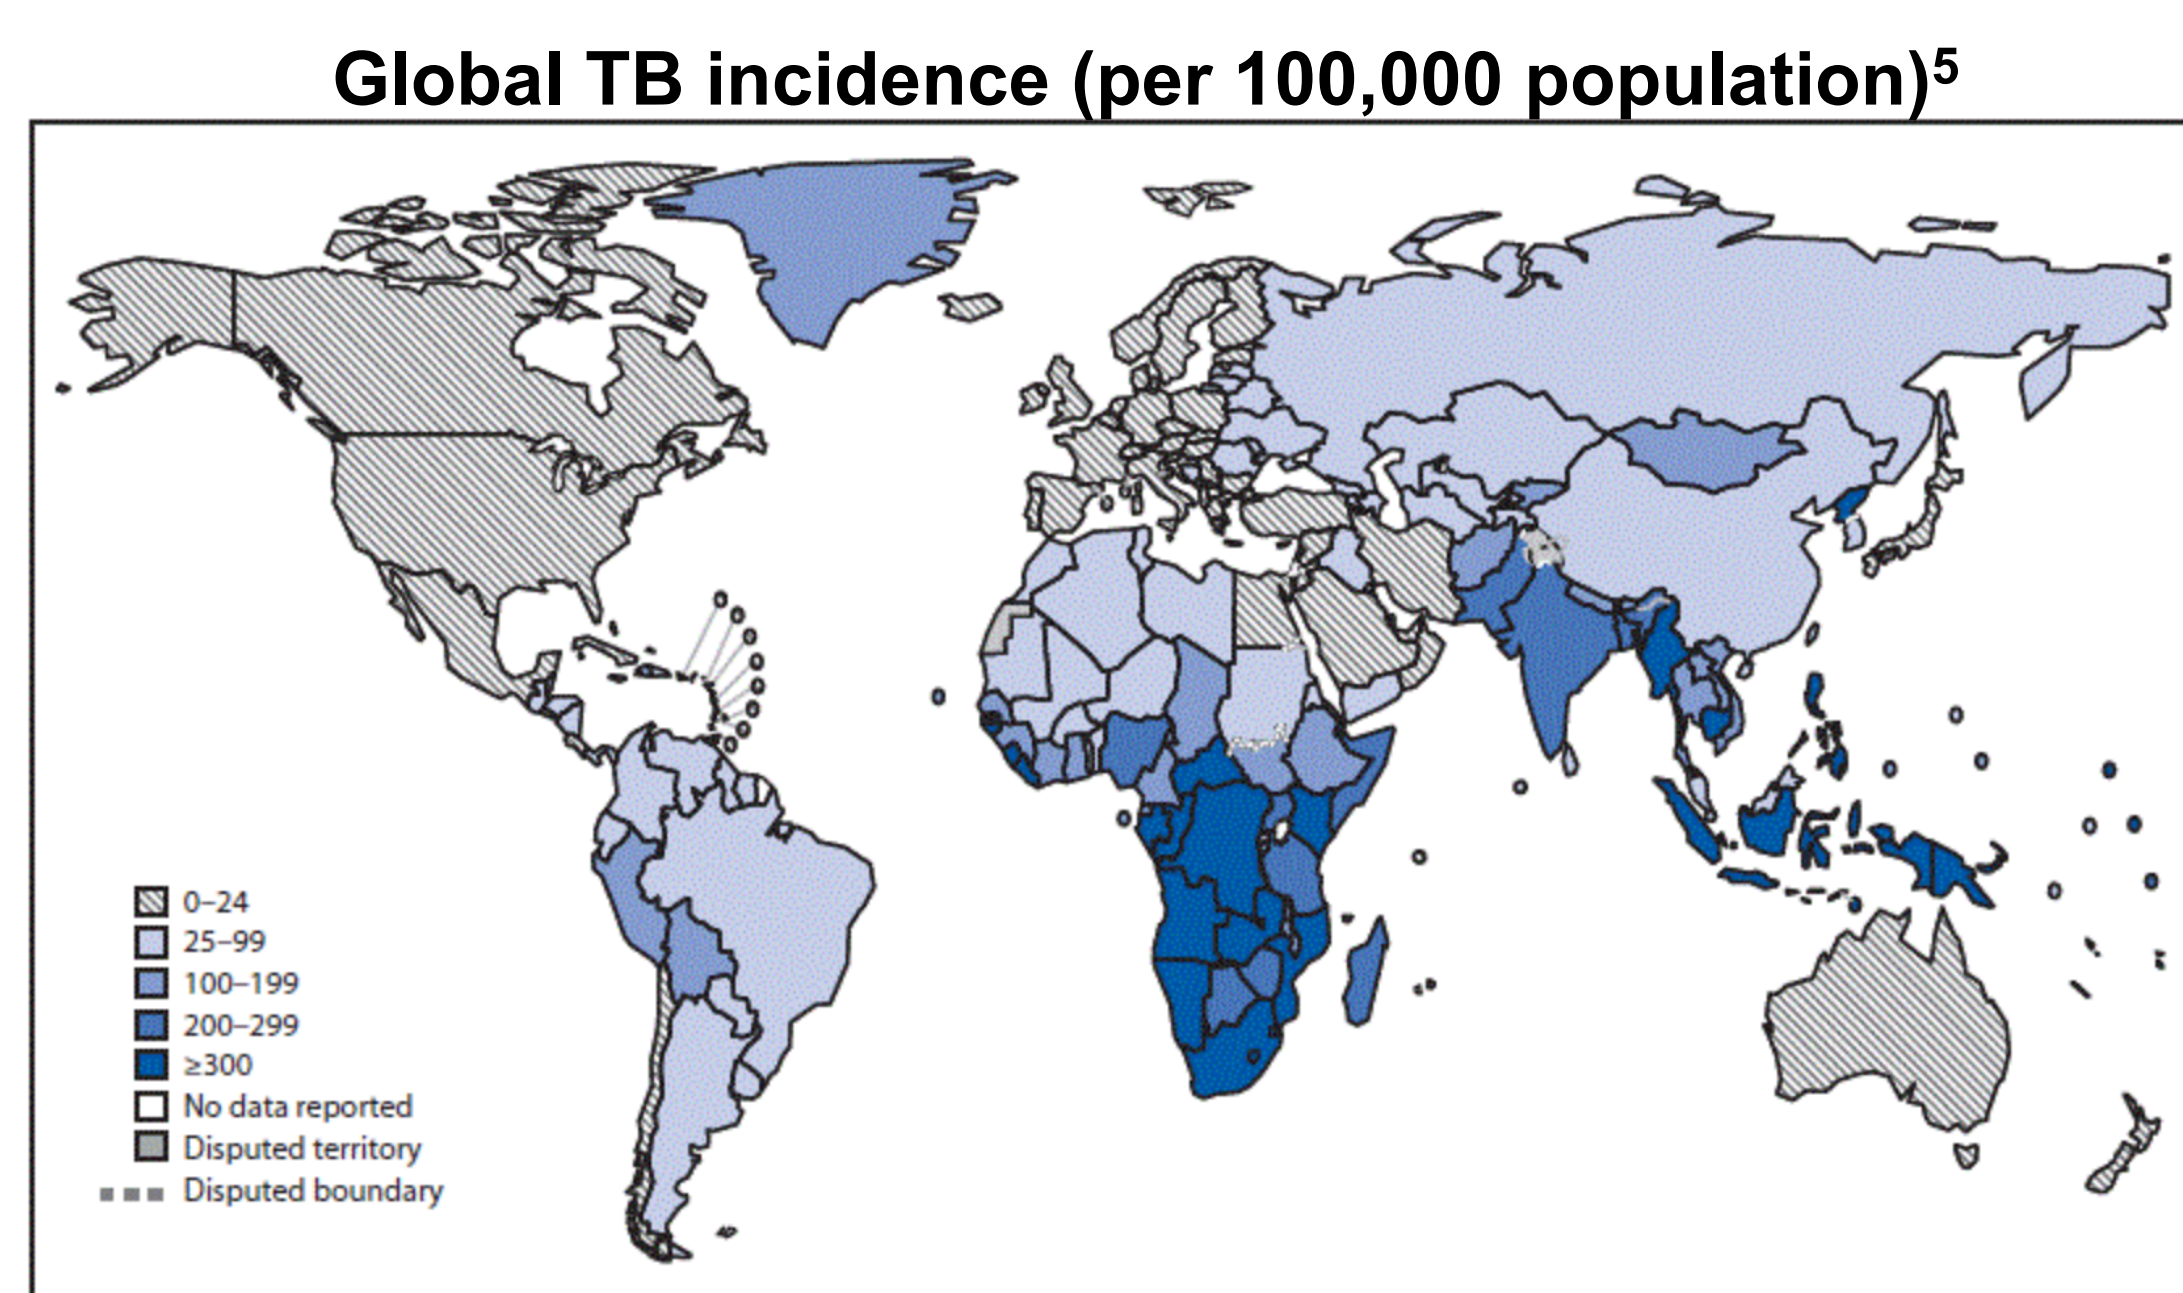 Global TB incidence (per 100,000 population)⁵
0–24
25–99
100–199
200–299
≥300
No data reported
Disputed territory
Disputed boundary